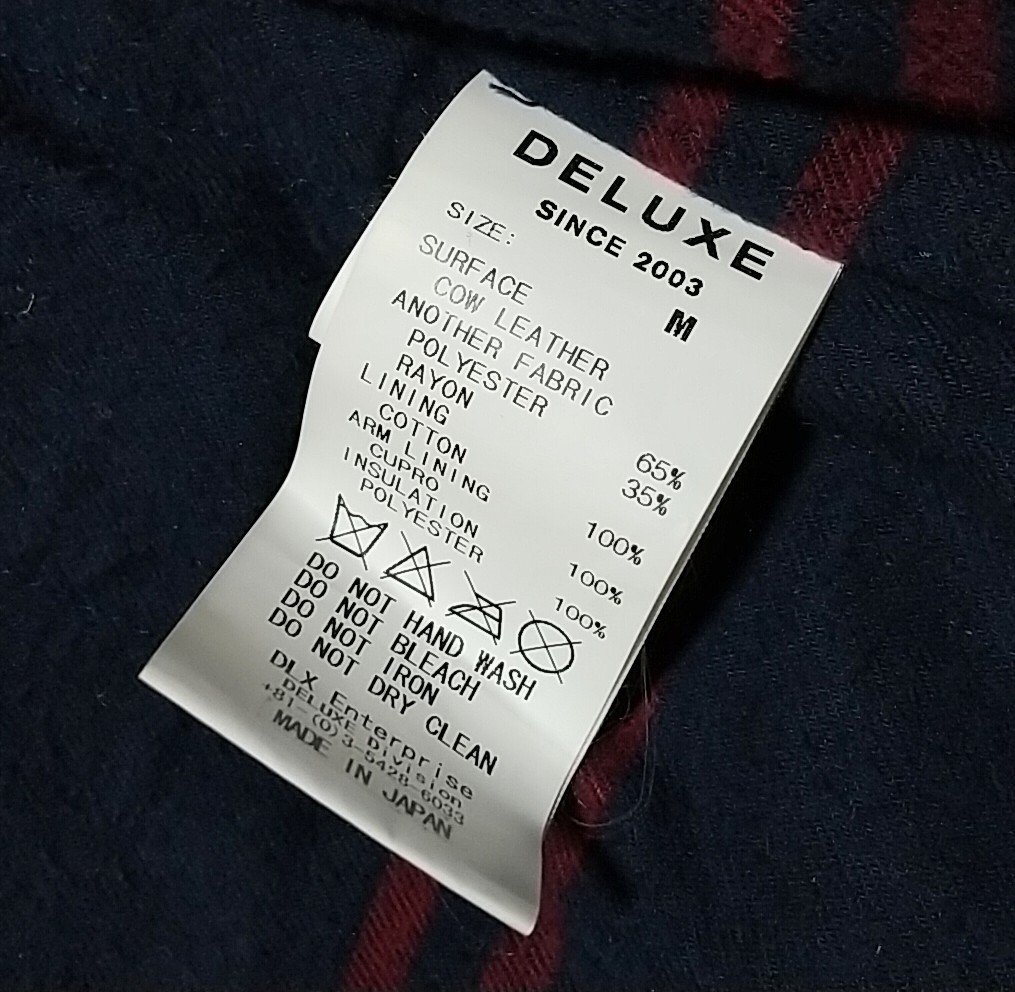 DELUXE
SINCE 2003
SIZE: M
SURFACE
COW LEATHER
ANOTHER FABRIC
POLYESTER 65%
RAYON 35%
LINING
COTTON 100%
ARM LINING
CUPRO 100%
INSULATION
POLYESTER 100%
DO NOT HAND WASH
DO NOT BLEACH
DO NOT IRON
DO NOT DRY CLEAN
DLX Enterprise
DELUXE Division
+81-(0)3-5428-6033
MADE IN JAPAN